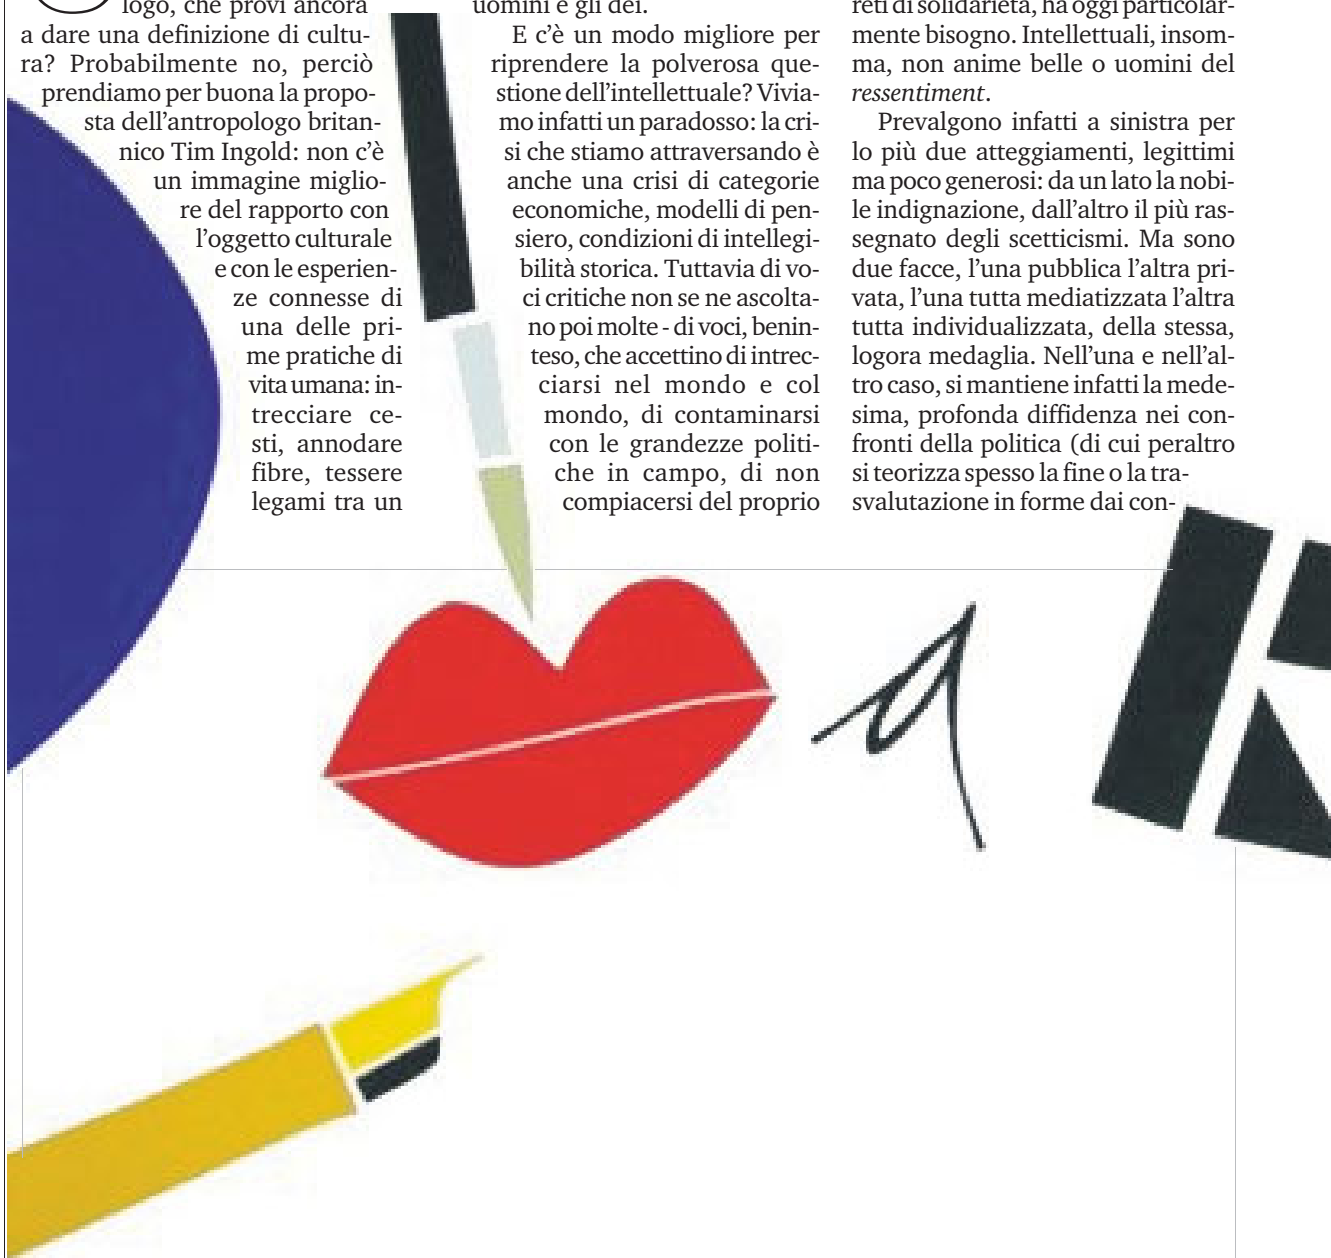 logo, che provi ancora
a dare una definizione di cultu-
ra? Probabilmente no, perciò
prendiamo per buona la propo-
sta dell'antropologo britan-
nico Tim Ingold: non c'è
un immagine miglio-
re del rapporto con
l'oggetto culturale
e con le esperien-
ze connesse di
una delle pri-
me pratiche di
vita umana: in-
trecciare ce-
sti, annodare
fibre, tessere
legami tra un
uomini e gli dei.
E c'è un modo migliore per
riprendere la polverosa que-
stione dell'intellettuale? Vivia-
mo infatti un paradosso: la cri-
si che stiamo attraversando è
anche una crisi di categorie
economiche, modelli di pen-
siero, condizioni di intellegi-
bilità storica. Tuttavia di vo-
ci critiche non se ne ascolta-
no poi molte - di voci, benin-
teso, che accettino di intrec-
ciarsi nel mondo e col
mondo, di contaminarsi
con le grandezze politi-
che in campo, di non
compiacersi del proprio
reti di solidarietà, ha oggi particolar-
mente bisogno. Intellettuali, insom-
ma, non anime belle o uomini del
ressentiment.
Prevalgono infatti a sinistra per
lo più due atteggiamenti, legittimi
ma poco generosi: da un lato la nobi-
le indignazione, dall'altro il più ras-
segnato degli scetticismi. Ma sono
due facce, l'una pubblica l'altra pri-
vata, l'una tutta mediatizzata l'altra
tutta individualizzata, della stessa,
logora medaglia. Nell'una e nell'al-
tro caso, si mantiene infatti la mede-
sima, profonda diffidenza nei con-
fronti della politica (di cui peraltro
si teorizza spesso la fine o la tra-
svalutazione in forme dai con-